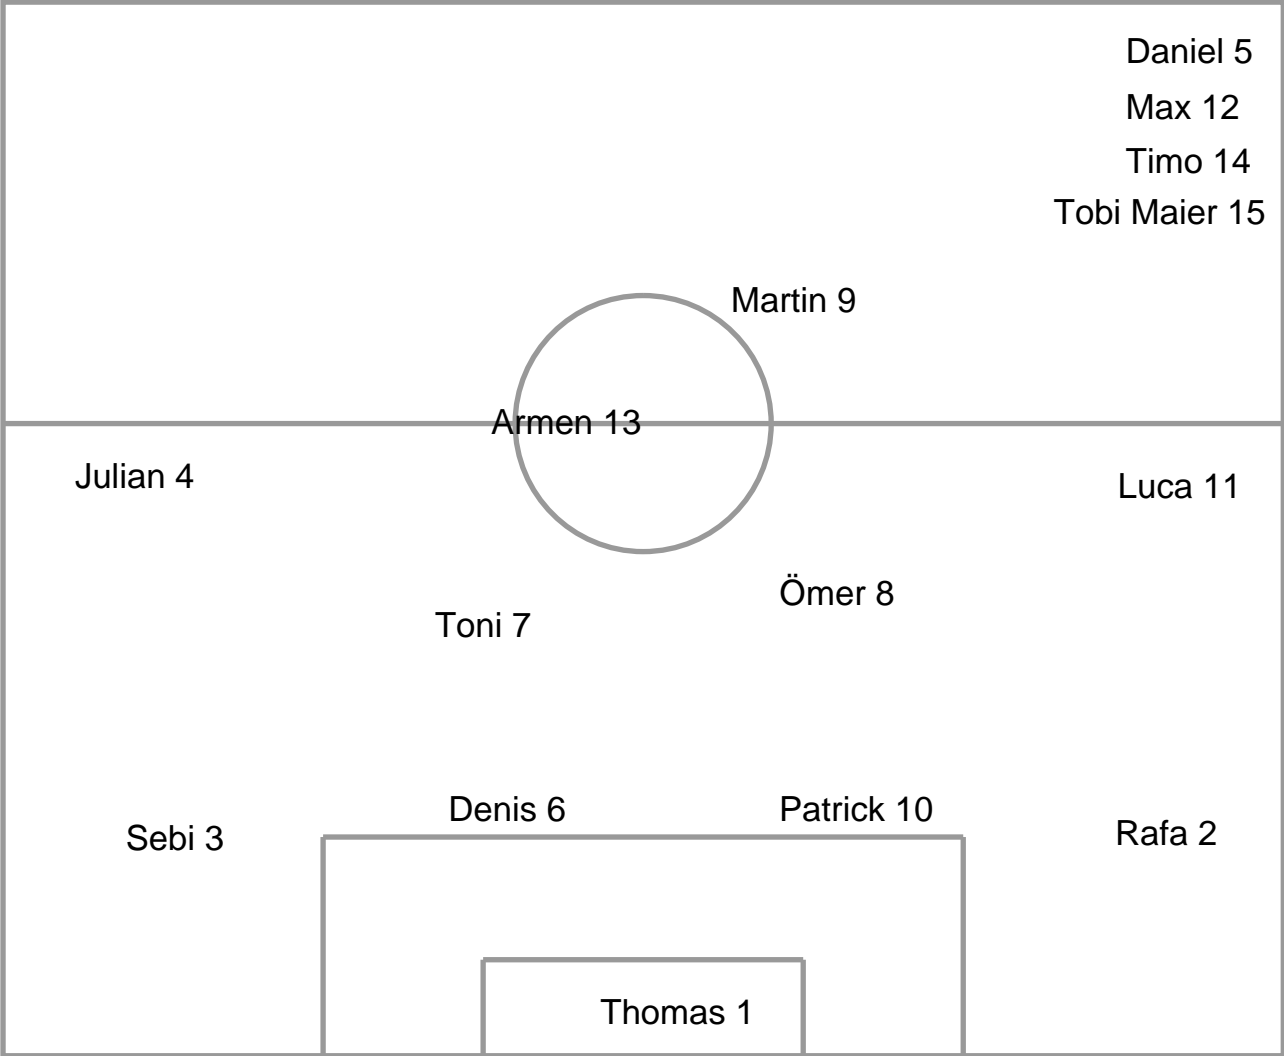 Daniel 5
Max 12
Timo 14
Tobi Maier 15
Martin 9
Armen 13
Julian 4
Luca 11
Ömer 8
Toni 7
Denis 6
Patrick 10
Sebi 3
Rafa 2
Thomas 1